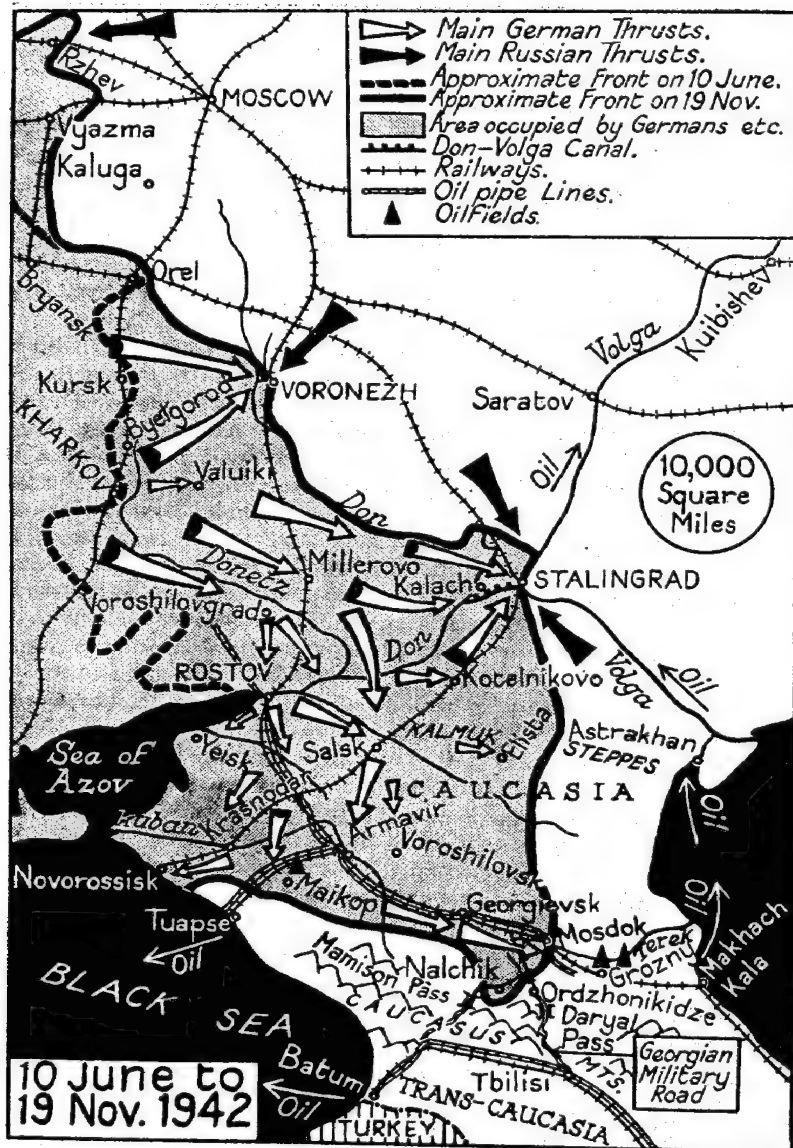 Main German Thrusts.
Main Russian Thrusts.
Approximate Front on 10 June.
Approximate Front on 19 Nov.
Area occupied by Germans etc.
Don-Volga Canal.
Railways.
Oil pipe Lines.
Oilfields.
Rzhev
MOSCOW
Vyazma
Kaluga
Orel
Bryansk
Kuibishev
Volga
Kursk
VORONEZH
Saratov
Byelgorod
KHARKOV
Valuiki
Oil
10,000
Square
Miles
Don
Donetz
Millerovo
Kalach
STALINGRAD
Voroshilovgrad
Don
ROSTOV
Kotelnikovo
Volga
Oil
Sea of
Azov
Yeisk
Salsk
KALMUK
Elista
Astrakhan
STEPPES
CAUCASIA
Krasnodar
Kuban
Armavir
Voroshilovsk
Oil
Novorossisk
Maikop
Georgievsk
Mosdok
Oil
Tuapse
Oil
Terek
Grozny
Makhach
Kala
Nalchik
Mamison Pass
CAUCASUS
MTS.
Ordzhonikidze
Daryal
Pass
Georgian
Military
Road
BLACK SEA
Batum
Oil
Tbilisi
TRANS-CAUCASIA
TURKEY
10 June to
19 Nov. 1942